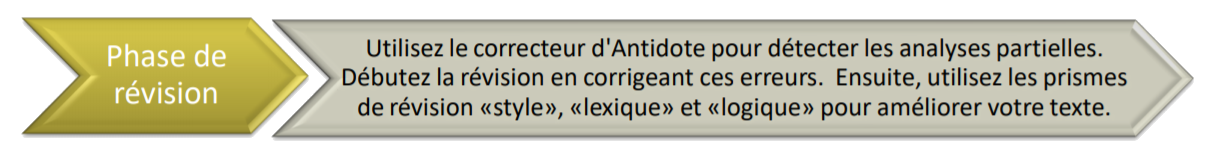 Phase de
révision
Utilisez le correcteur d'Antidote pour détecter les analyses partielles.
Débutez la révision en corrigeant ces erreurs.  Ensuite, utilisez les prismes
de révision «style», «lexique» et «logique» pour améliorer votre texte.